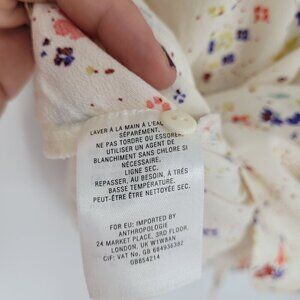 LAVER À LA MAIN À L'EAU
SÉPARÉMENT,
NE PAS TORDRE OU ESSORER
UTILISER UN AGENT DE
BLANCHIMENT SANS CHLORE SI
NÉCESSAIRE,
LIGNE SEC,
REPASSER, AU BESOIN, À TRÈS
BASSE TEMPÉRATURE.
PEUT-ÊTRE ÊTRE NETTOYÉ SEC.
FOR EU: IMPORTED BY
ANTHROPOLOGIE
24 MARKET PLACE, 3RD FLOOR,
LONDON, UK W1W8AN
CIF: VAT No. GB 684936382
GB854214